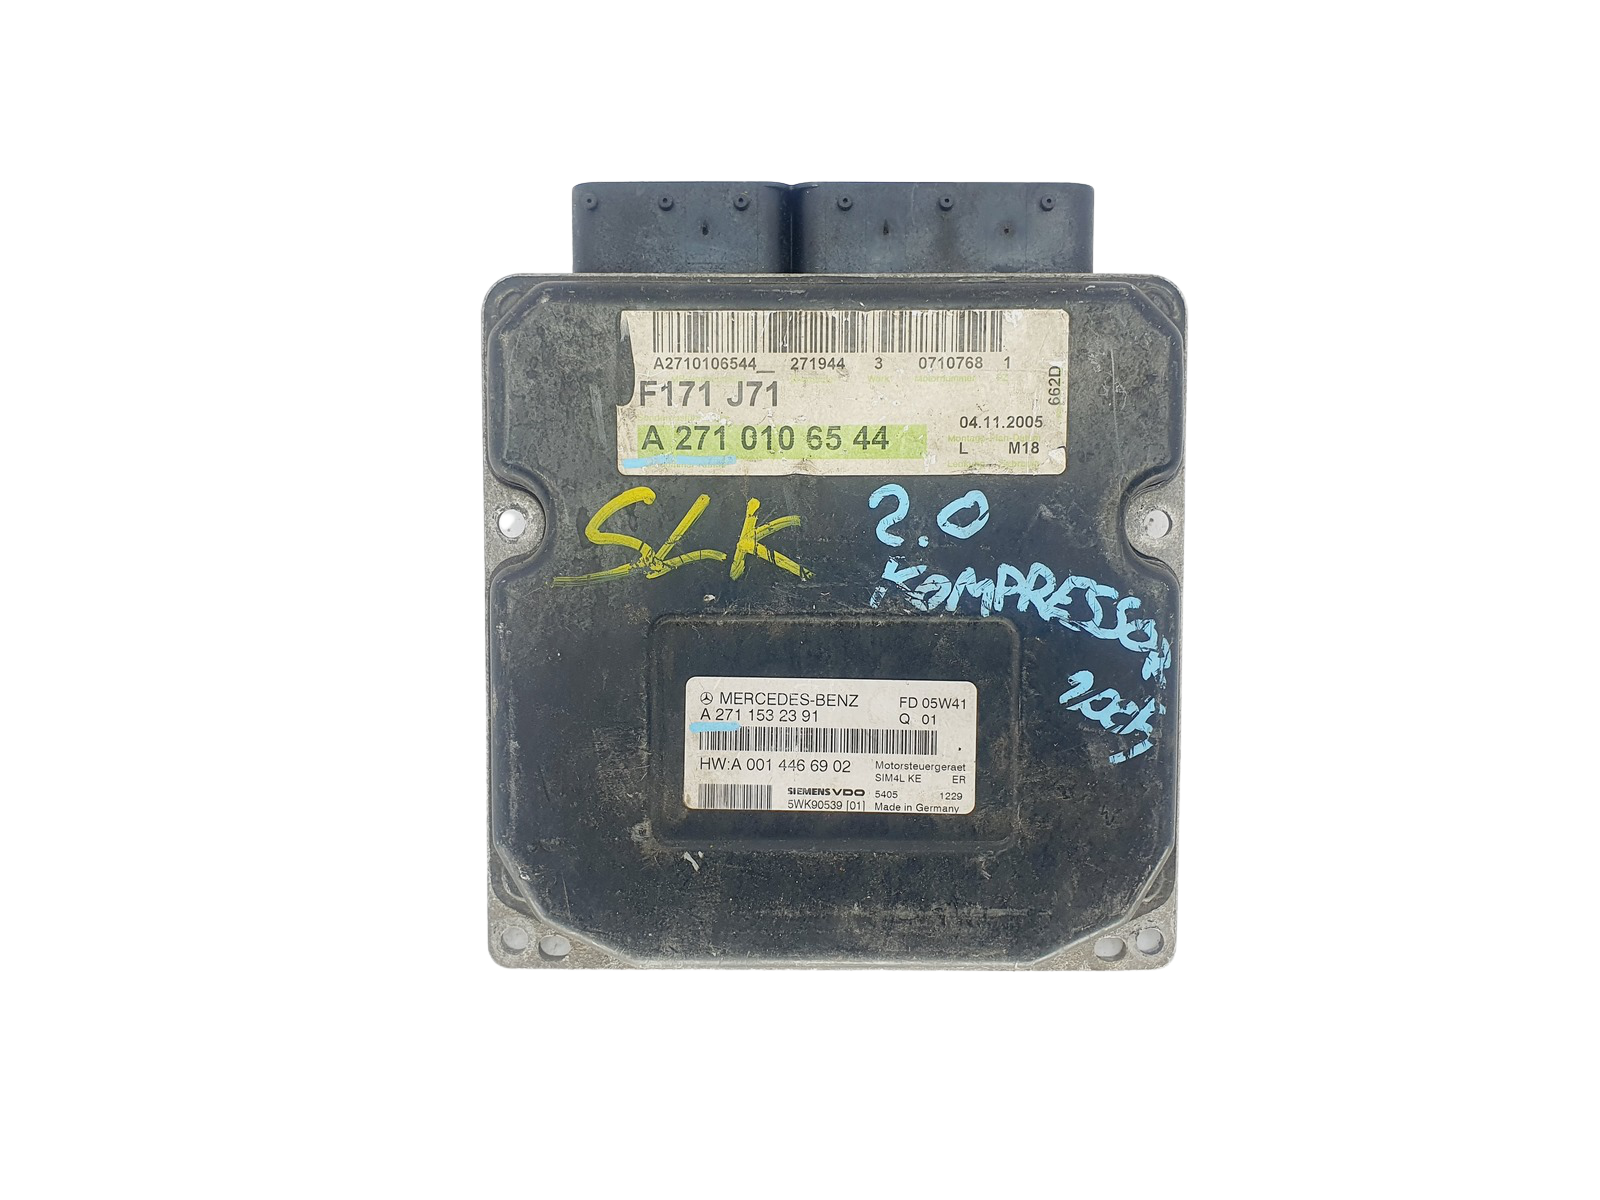 A2710106544_ 271944 3 0710768 1
F171 J71
662D
04.11.2005
A 271 010 65 44
L M18
SLK
2.0
KOMPRESSOR
MERCEDES-BENZ FD 05W41
A 271 153 23 91 Q 01
HW:A 001 446 69 02 Motorsteuergeraet
SIM4L KE ER
SIEMENS VDO 5405 1229
5WK90539 [01] Made in Germany